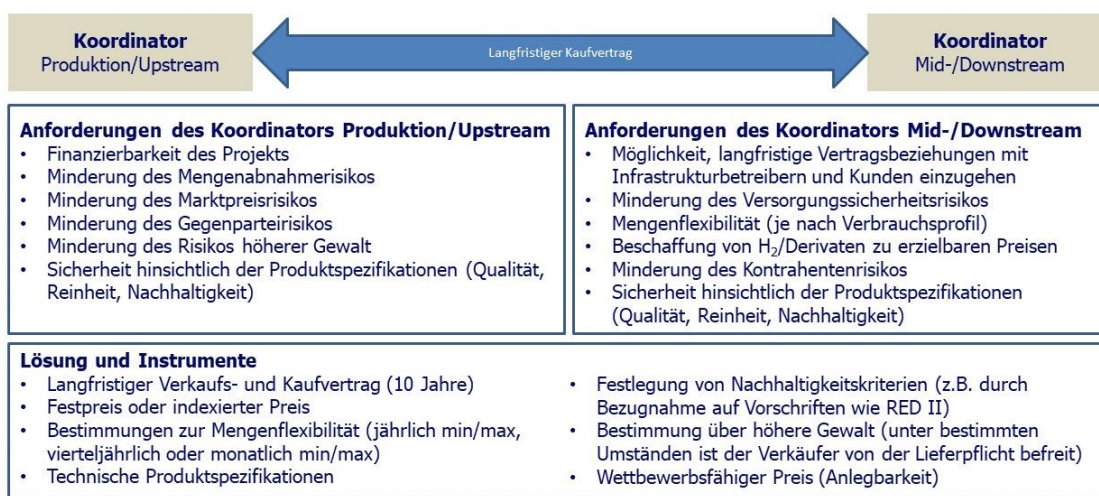 Koordinator
Produktion/Upstream
Langfristiger Kaufvertrag
Koordinator
Mid-/Downstream
Anforderungen des Koordinators Produktion/Upstream
• Finanzierbarkeit des Projekts
• Minderung des Mengenabnahmerisikos
• Minderung des Marktpreisrisikos
• Minderung des Gegenparteirisikos
• Minderung des Risikos höherer Gewalt
• Sicherheit hinsichtlich der Produktspezifikationen (Qualität,
Reinheit, Nachhaltigkeit)
Anforderungen des Koordinators Mid-/Downstream
• Möglichkeit, langfristige Vertragsbeziehungen mit
Infrastrukturbetreibern und Kunden einzugehen
• Minderung des Versorgungssicherheitsrisikos
• Mengenflexibilität (je nach Verbrauchsprofil)
• Beschaffung von H₂/Derivaten zu erzielbaren Preisen
• Minderung des Kontrahentenrisikos
• Sicherheit hinsichtlich der Produktspezifikationen
(Qualität, Reinheit, Nachhaltigkeit)
Lösung und Instrumente
• Langfristiger Verkaufs- und Kaufvertrag (10 Jahre)
• Festpreis oder indexierter Preis
• Bestimmungen zur Mengenflexibilität (jährlich min/max,
vierteljährlich oder monatlich min/max)
• Technische Produktspezifikationen
• Festlegung von Nachhaltigkeitskriterien (z.B. durch
Bezugnahme auf Vorschriften wie RED II)
• Bestimmung über höhere Gewalt (unter bestimmten
Umständen ist der Verkäufer von der Lieferpflicht befreit)
• Wettbewerbsfähiger Preis (Anlegbarkeit)